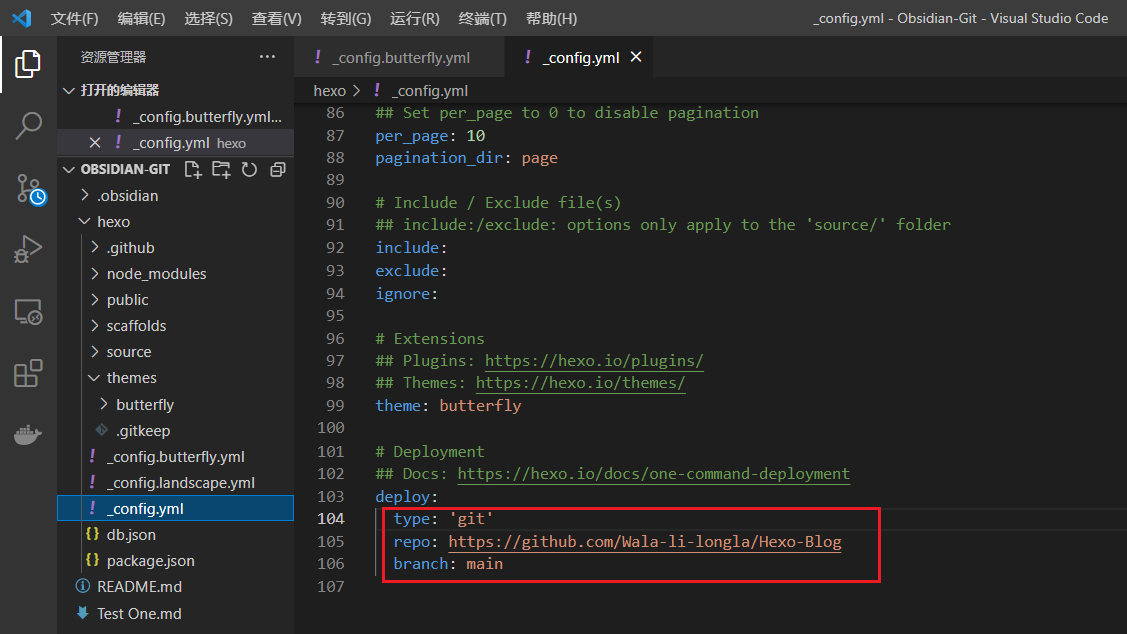 文件(F) 编辑(E) 选择(S) 查看(V) 转到(G) 运行(R) 终端(T) 帮助(H) _config.yml - Obsidian-Git - Visual Studio Code
资源管理器
打开的编辑器
_config.butterfly.yml...
_config.yml hexo
OBSIDIAN-GIT
.obsidian
hexo
.github
node_modules
public
scaffolds
source
themes
butterfly
.gitkeep
_config.butterfly.yml
_config.landscape.yml
_config.yml
db.json
package.json
README.md
Test One.md
_config.butterfly.yml _config.yml
hexo > _config.yml
86 ## Set per_page to 0 to disable pagination
87 per_page: 10
88 pagination_dir: page
89
90 # Include / Exclude file(s)
91 ## include:/exclude: options only apply to the 'source/' folder
92 include:
93 exclude:
94 ignore:
95
96 # Extensions
97 ## Plugins: https://hexo.io/plugins/
98 ## Themes: https://hexo.io/themes/
99 theme: butterfly
100
101 # Deployment
102 ## Docs: https://hexo.io/docs/one-command-deployment
103 deploy:
104 type: 'git'
105 repo: https://github.com/Wala-li-longla/Hexo-Blog
106 branch: main
107